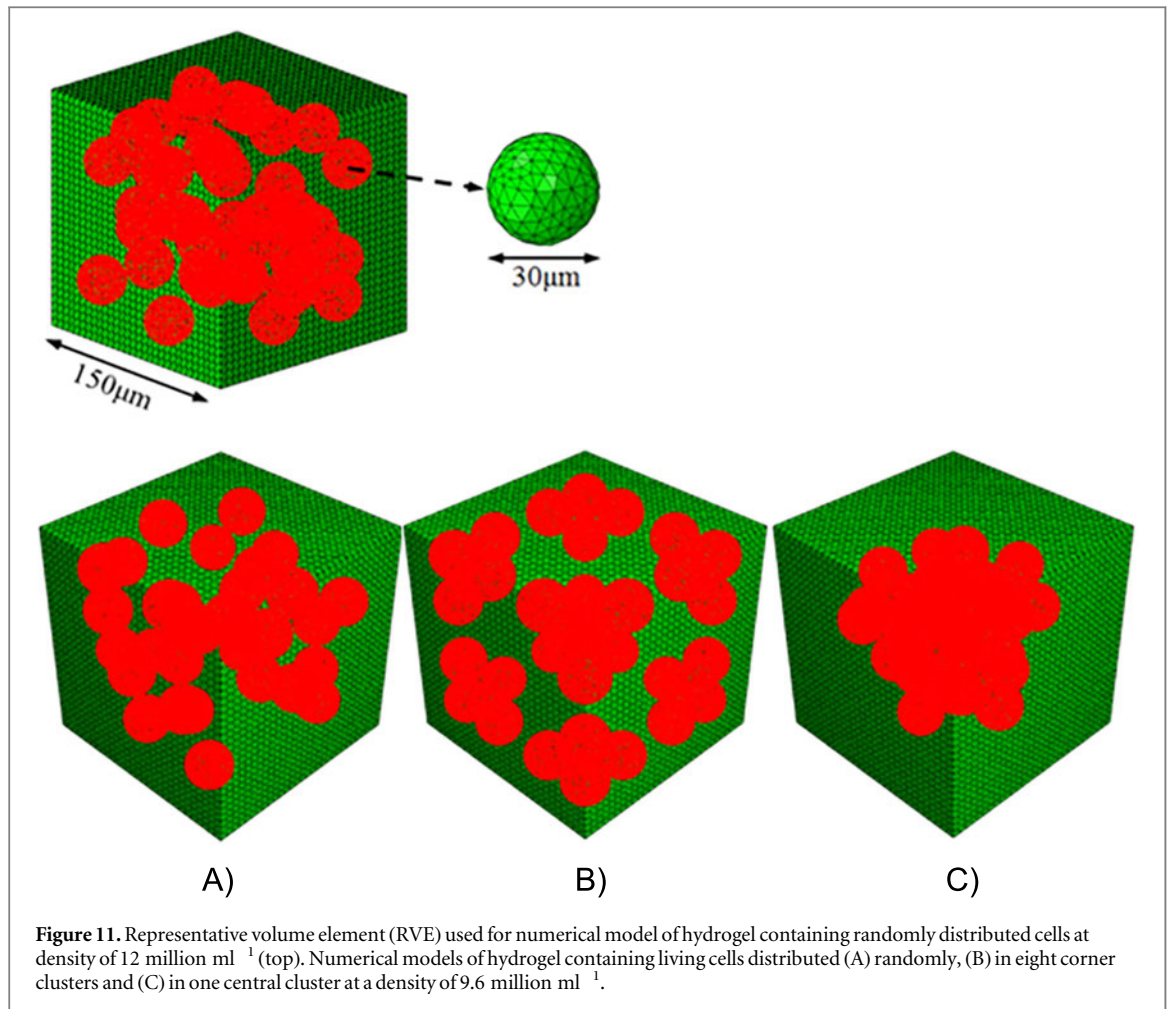 30μm
150μm
A)
B)
C)
Figure 11. Representative volume element (RVE) used for numerical model of hydrogel containing randomly distributed cells at
density of 12 million ml 1 (top). Numerical models of hydrogel containing living cells distributed (A) randomly, (B) in eight corner
clusters and (C) in one central cluster at a density of 9.6 million ml 1.